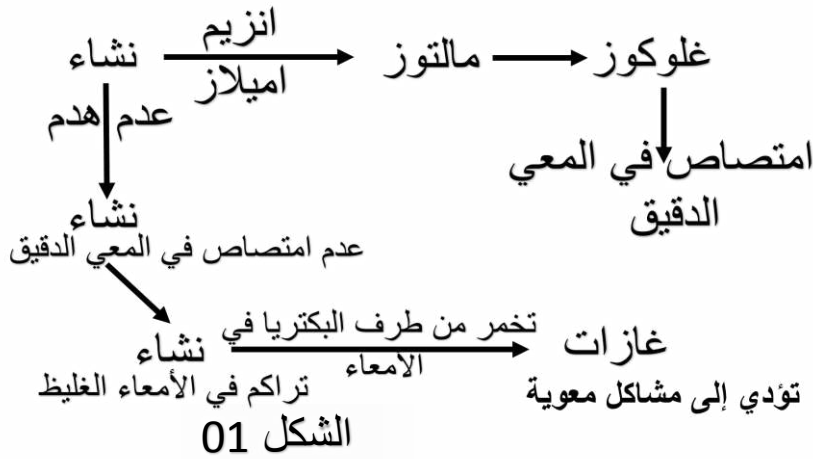 نشاء
انزيم
اميلاز
مالتوز
غلوكوز
عدم هدم
امتصاص في المعي
الدقيق
نشاء
عدم امتصاص في المعي الدقيق
نشاء
تراكم في الأمعاء الغليظ
تخمر من طرف البكتريا في
الامعاء
غازات
تؤدي إلى مشاكل معوية
الشكل 01